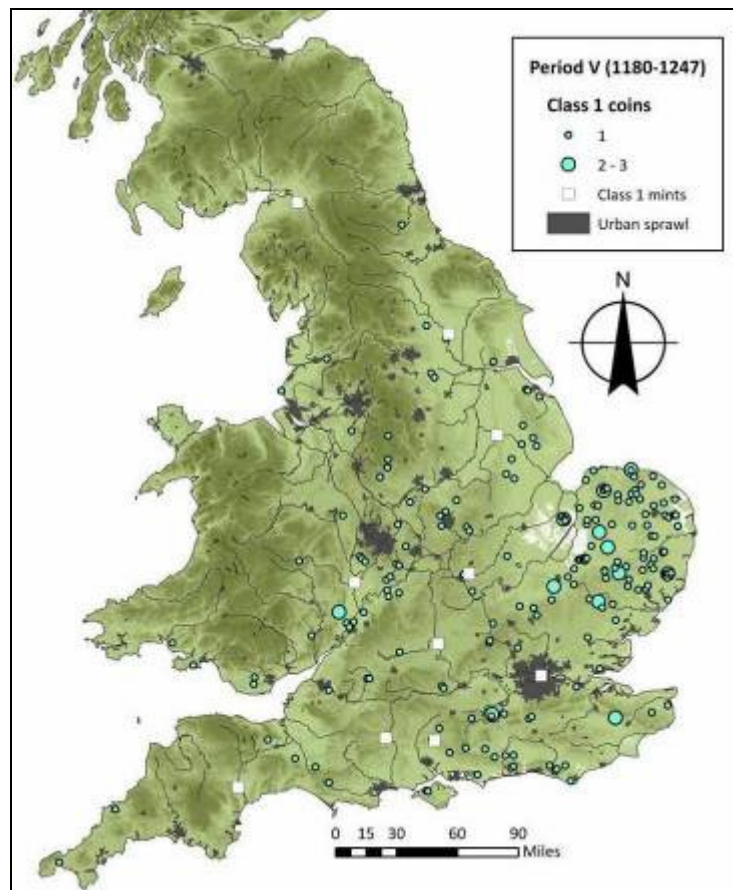 Period V (1180-1247)
Class 1 coins
1
2 - 3
Class 1 mints
Urban sprawl
N
0 15 30 60 90
Miles